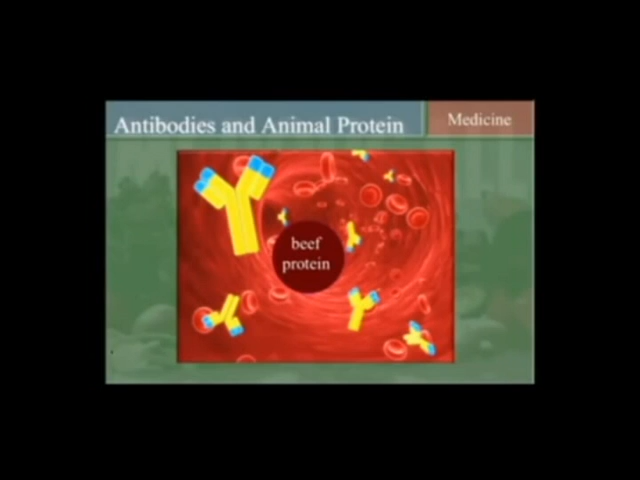 Antibodies and Animal Protein
Medicine
beef
protein